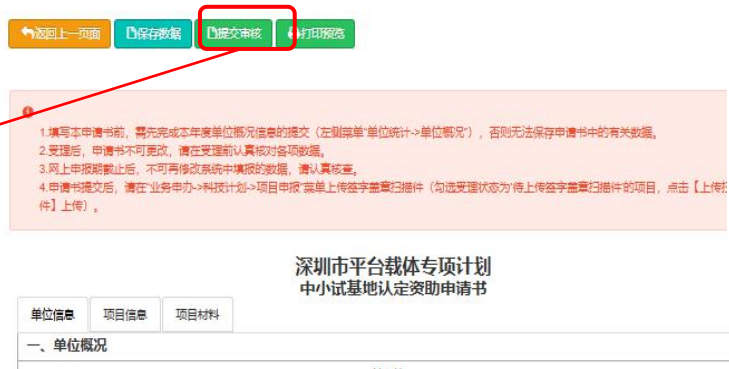 返回上一页面 保存数据 提交审核 打印预览
1.填写本申请书前，需先完成本年度单位概况信息的提交（左侧菜单“单位统计->单位概况”），否则无法保存申请书中的有关数据。
2.受理后，申请书不可更改，请在受理前认真核对各项数据。
3.网上申报期截止后，不可再修改系统中填报的数据，请认真核查。
4.申请书提交后，请在“业务申办->科技计划->项目申报”菜单上传签字盖章扫描件（勾选受理状态为‘待上传签字盖章扫描件’的项目，点击【上传扫
件】上传）。
深圳市平台载体专项计划
中小试基地认定资助申请书
单位信息 项目信息 项目材料
一、单位概况